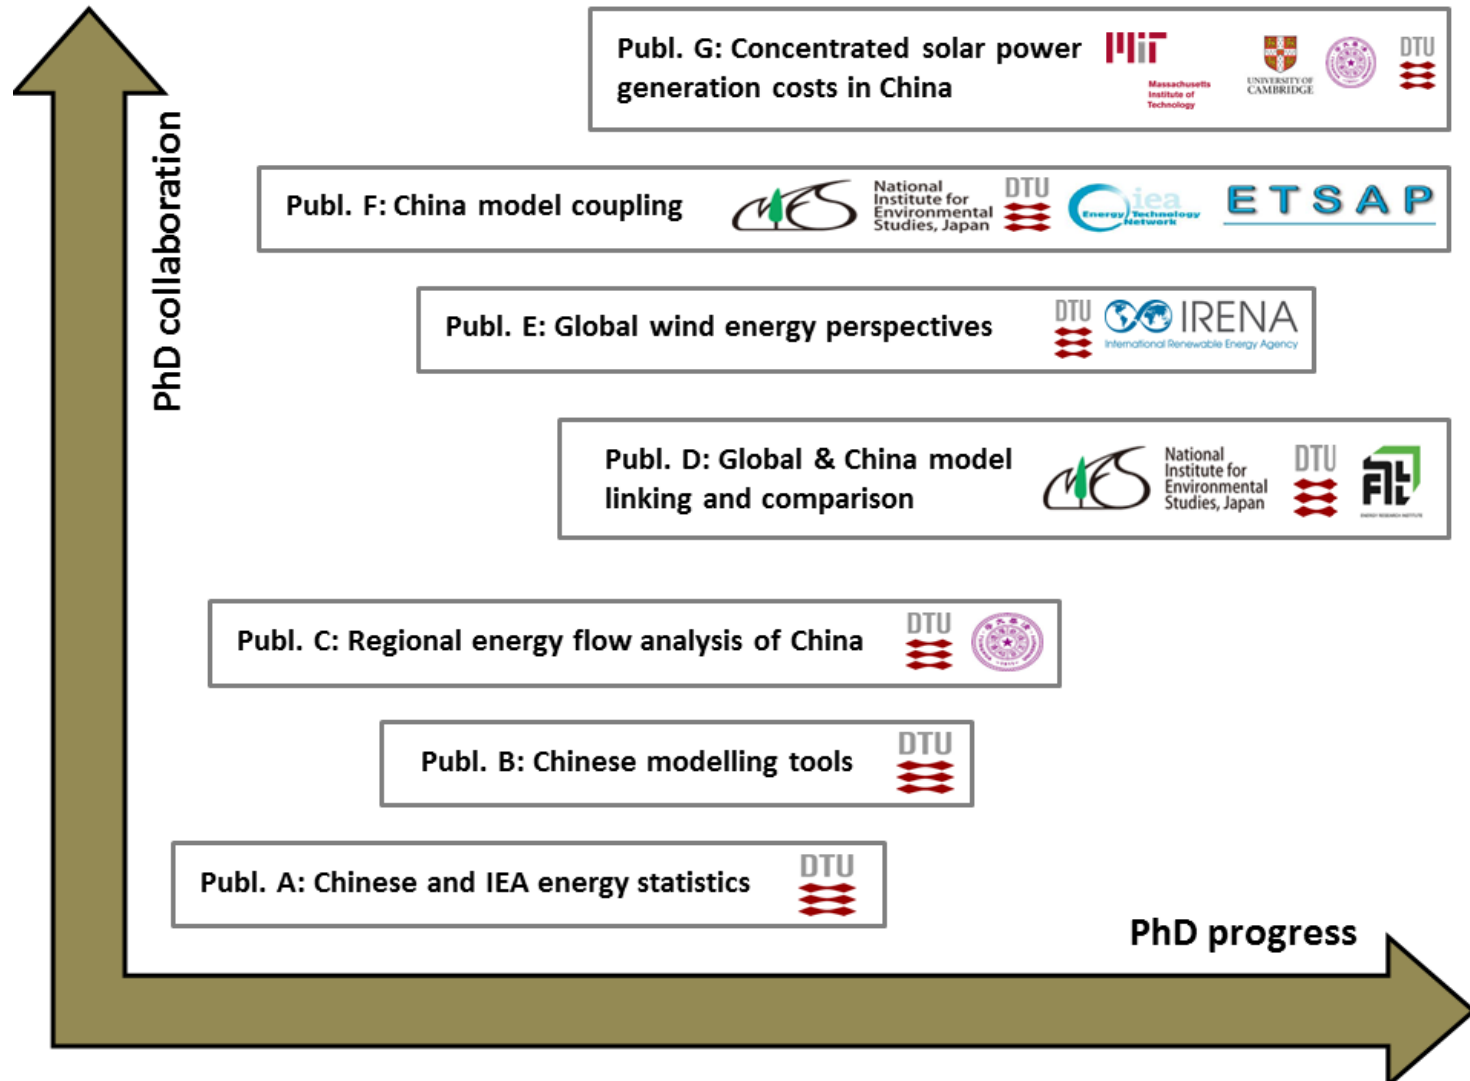 Publ. G: Concentrated solar power
generation costs in China
MIT
Massachusetts
Institute of
Technology
UNIVERSITY OF
CAMBRIDGE
DTU
PhD collaboration
Publ. F: China model coupling
National
Institute for
Environmental
Studies, Japan
DTU
iea
Energy Technology
Network
ETSAP
Publ. E: Global wind energy perspectives
DTU
IRENA
International Renewable Energy Agency
Publ. D: Global & China model
linking and comparison
National
Institute for
Environmental
Studies, Japan
DTU
ENERGY RESEARCH INSTITUTE
Publ. C: Regional energy flow analysis of China
DTU
Publ. B: Chinese modelling tools
DTU
Publ. A: Chinese and IEA energy statistics
DTU
PhD progress